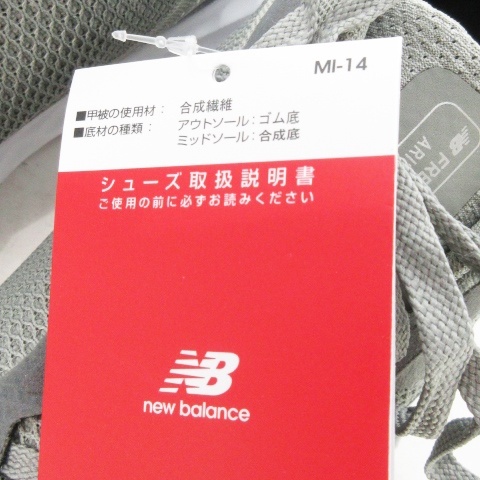 MI-14
■甲被の使用材： 合成繊維
■底材の種類： アウトソール：ゴム底
ミッドソール：合成底
シューズ取扱説明書
ご使用の前に必ずお読みください
NB
new balance
NB